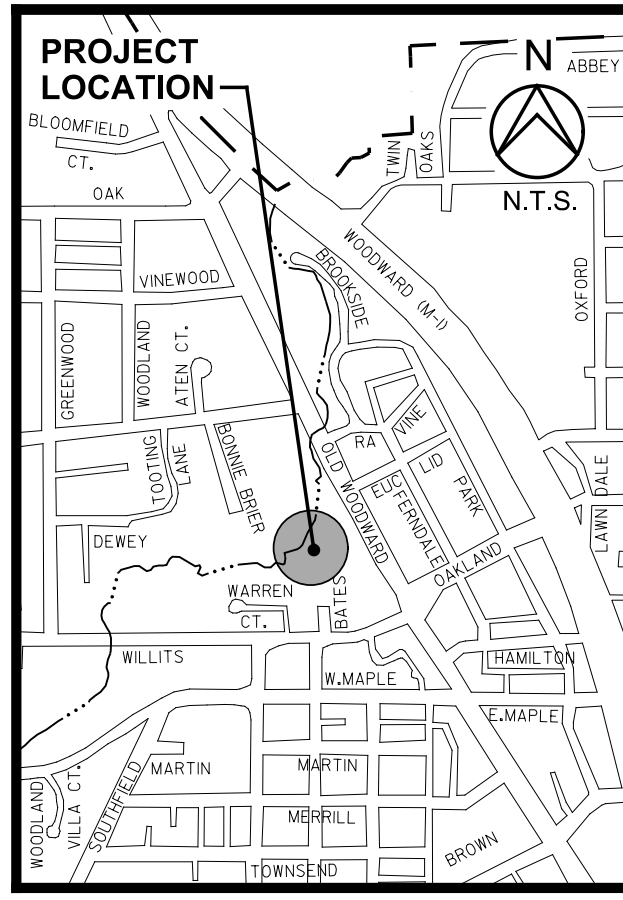 PROJECT
LOCATION
N
ABBEY
BLOOMFIELD
CT.
TWIN
OAKS
OAK
N.T.S.
WOODWARD (M-1)
BROOKSIDE
VINEWOOD
OXFORD
GREENWOOD
WOODLAND
ATEN CT.
VINE
RA
TOOTING
LANE
BONNIE BRIER
OLD WOODWARD
EUC
LID
FERNDALE
PARK
LAWN DALE
DEWEY
OAKLAND
WARREN
CT.
BATES
WILLITS
HAMILTON
W.MAPLE
E.MAPLE
MARTIN
MARTIN
WOODLAND
VILLA CT.
SOUTHFIELD
MERRILL
BROWN
TOWNSEND